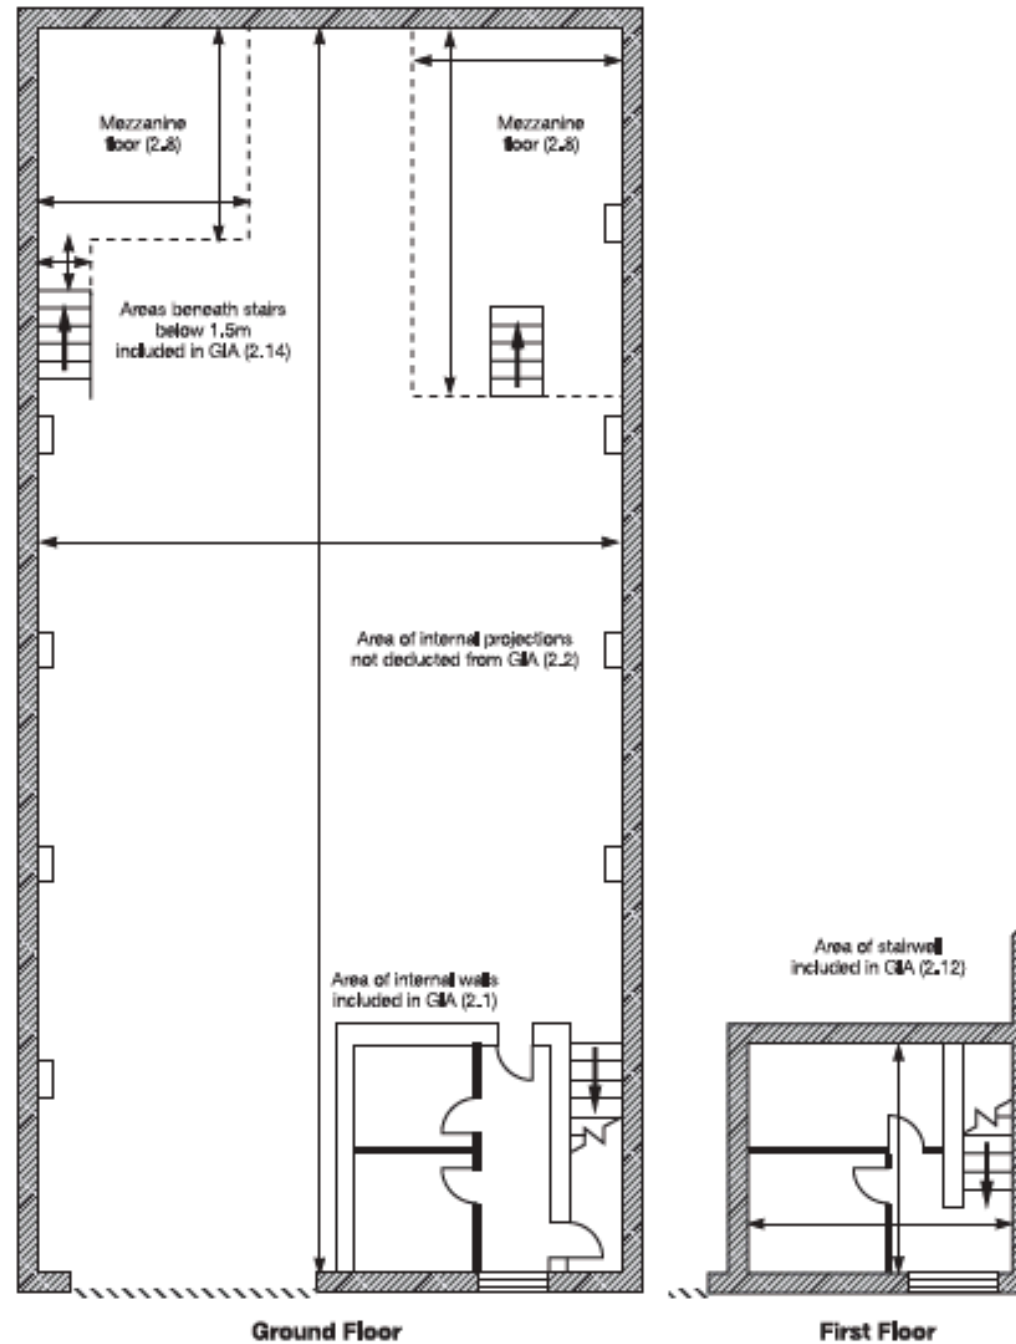 Mezzanine
floor (2.8)
Mezzanine
floor (2.8)
Areas beneath stairs
below 1.5m
included in GIA (2.14)
Area of internal projections
not deducted from GIA (2.2)
Area of internal walls
included in GIA (2.1)
Area of stairwell
included in GIA (2.12)
Ground Floor
First Floor